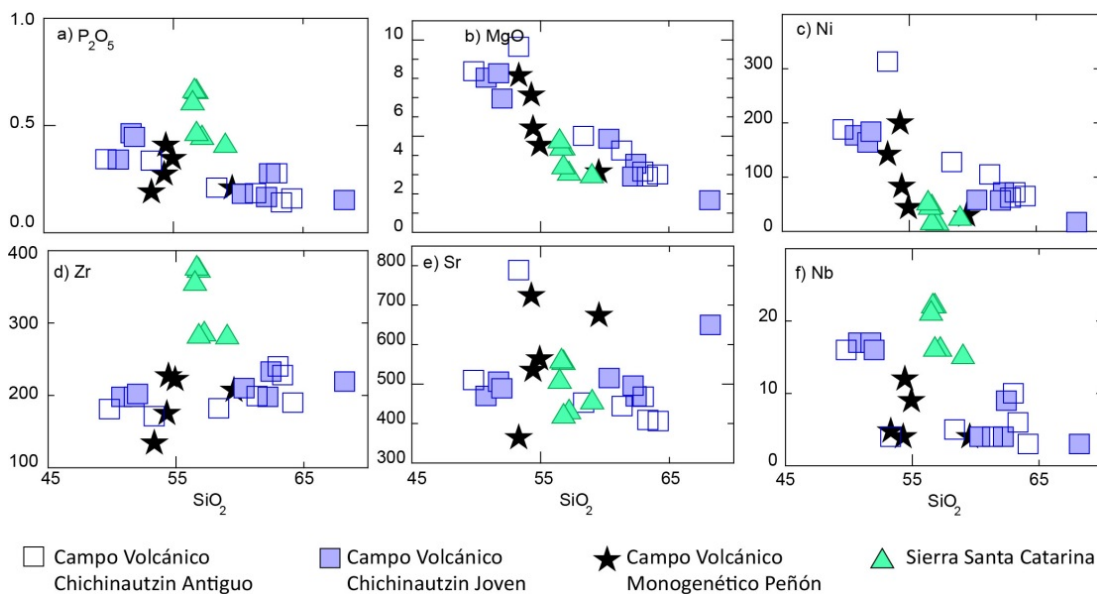 a) P2O5
1.0
0.5
0.0
b) MgO
10
8
6
4
2
0
c) Ni
300
200
100
0
d) Zr
400
300
200
100
45
55
65
SiO2
e) Sr
800
700
600
500
400
300
45
55
65
SiO2
f) Nb
20
10
0
45
55
65
SiO2
Campo Volcánico
Chichinautzin Antiguo
Campo Volcánico
Chichinautzin Joven
Campo Volcánico
Monogenético Peñón
Sierra Santa Catarina